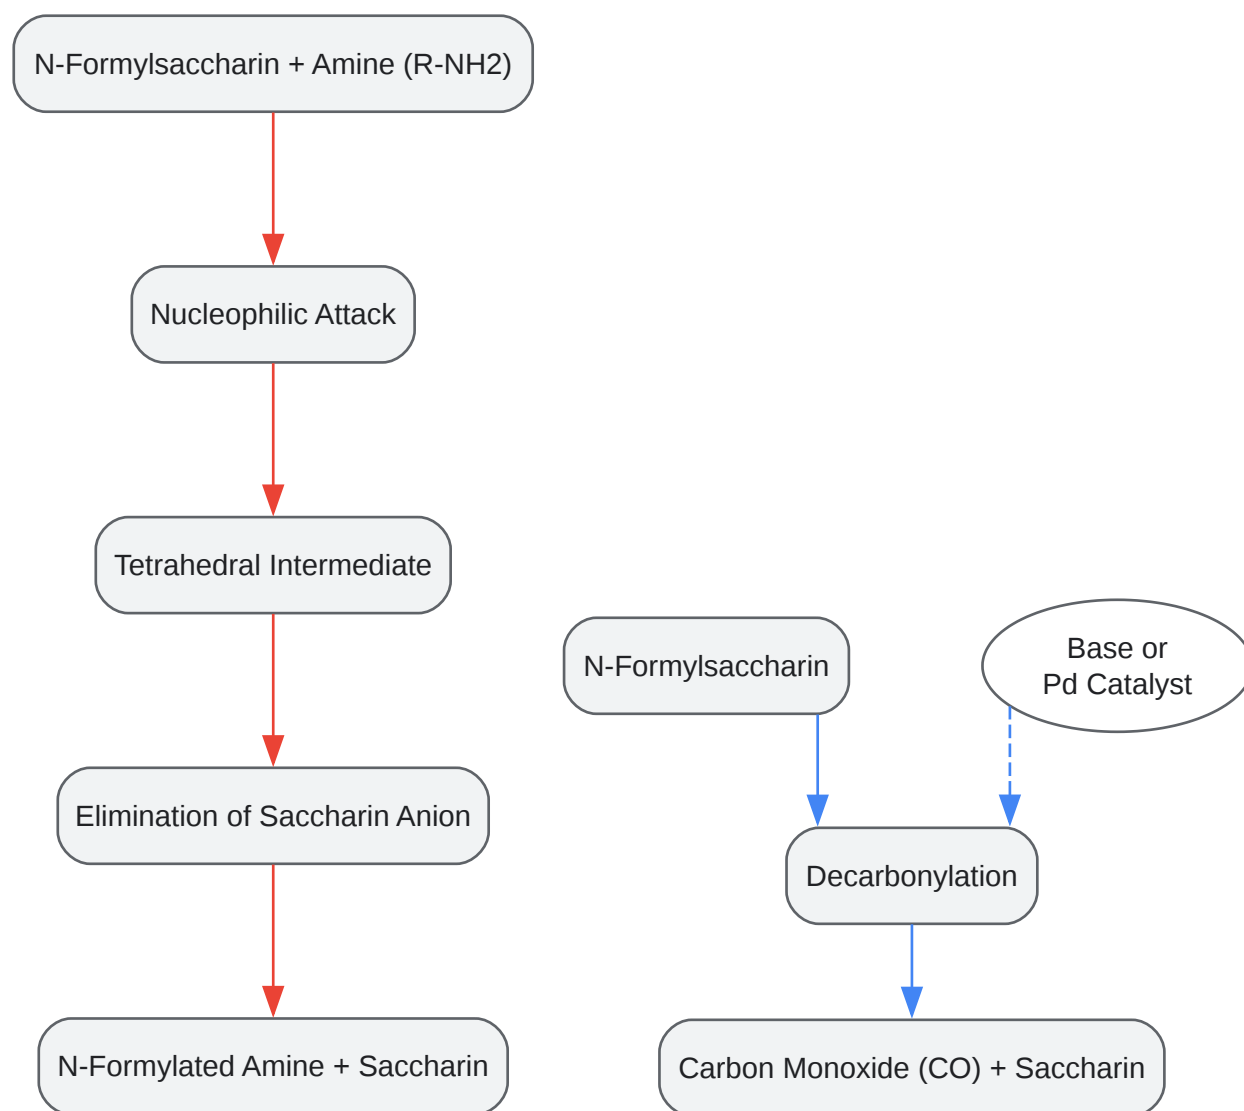 N-Formylsaccharin + Amine (R-NH2)
Nucleophilic Attack
Tetrahedral Intermediate
Elimination of Saccharin Anion
N-Formylated Amine + Saccharin
N-Formylsaccharin
Base or
Pd Catalyst
Decarbonylation
Carbon Monoxide (CO) + Saccharin